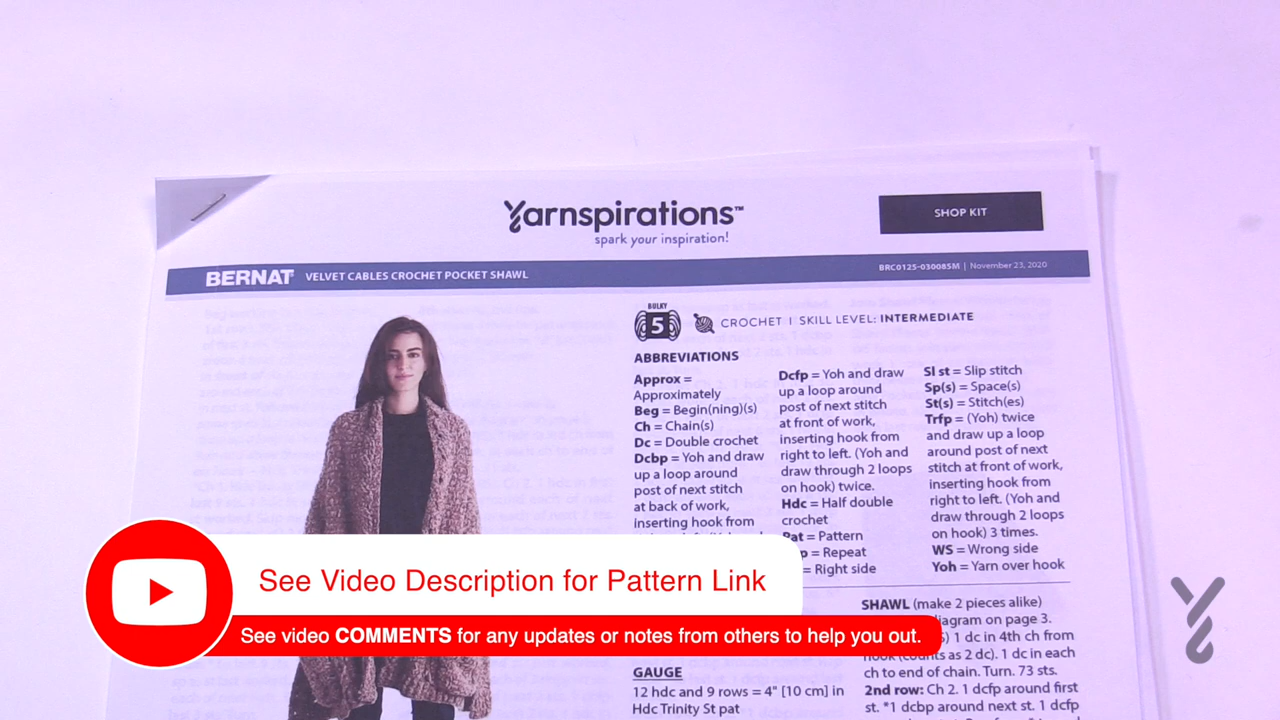 Yarnspirations™
spark your inspiration!
SHOP KIT
BERNAT VELVET CABLES CROCHET POCKET SHAWL
BRC0125-030085M | November 23, 2020
BULKY
5
CROCHET | SKILL LEVEL: INTERMEDIATE
ABBREVIATIONS
Approx =
Approximately
Beg = Begin(ning)(s)
Ch = Chain(s)
Dc = Double crochet
Dcbp = Yoh and draw
up a loop around
post of next stitch
at back of work,
inserting hook from
Dcfp = Yoh and draw
up a loop around
post of next stitch
at front of work,
inserting hook from
right to left. (Yoh and
draw through 2 loops
on hook) twice.
Hdc = Half double
crochet
Pat = Pattern
= Repeat
= Right side
Sl st = Slip stitch
Sp(s) = Space(s)
St(s) = Stitch(es)
Trfp = (Yoh) twice
and draw up a loop
around post of next
stitch at front of work,
inserting hook from
right to left. (Yoh and
draw through 2 loops
on hook) 3 times.
WS = Wrong side
Yoh = Yarn over hook
See Video Description for Pattern Link
See video COMMENTS for any updates or notes from others to help you out.
GAUGE
12 hdc and 9 rows = 4" [10 cm] in
Hdc Trinity St pat
SHAWL (make 2 pieces alike)
diagram on page 3.
1 dc in 4th ch from
hook (counts as 2 dc). 1 dc in each
ch to end of chain. Turn. 73 sts.
2nd row: Ch 2. 1 dcfp around first
st. *1 dcbp around next st. 1 dcfp